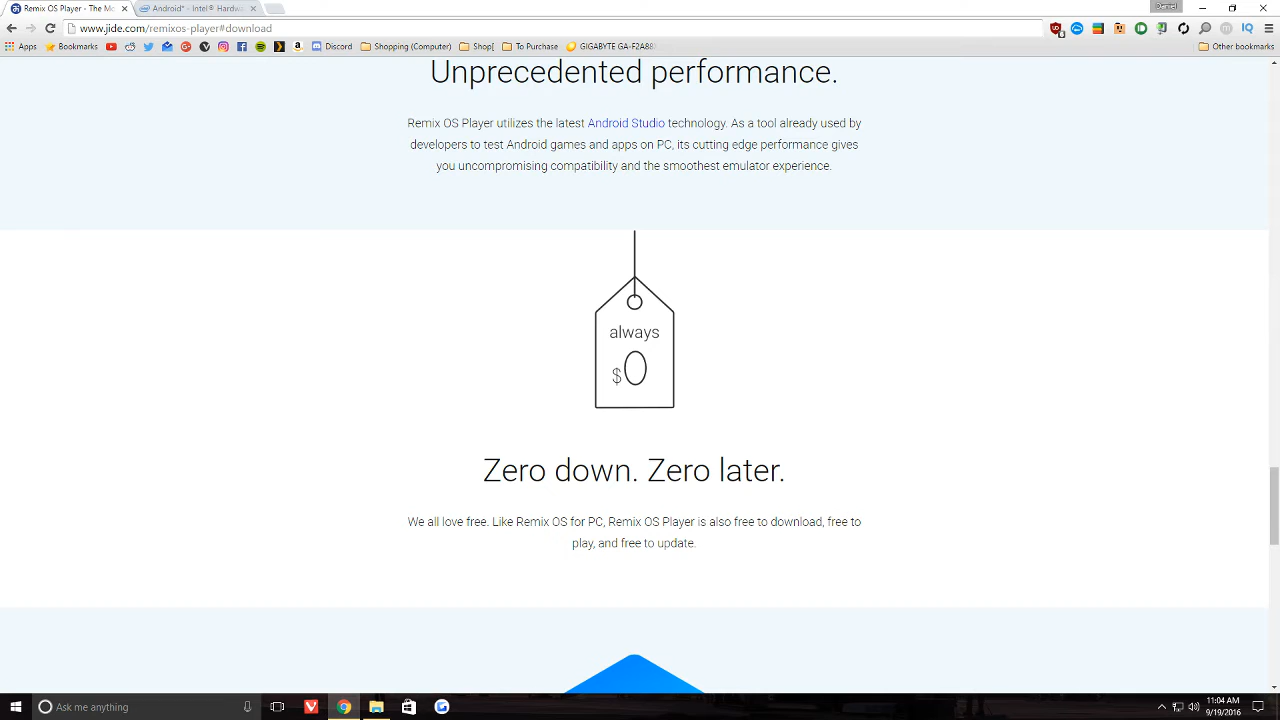 Remix OS Player - The Mo
Android* - Intel® Hardw
Daniel
www.jide.com/remixos-player#download
Apps
Bookmarks
Discord
Shopping (Computer)
Shop|
To Purchase
GIGABYTE GA-F2A88
Other bookmarks
Unprecedented performance.
Remix OS Player utilizes the latest Android Studio technology. As a tool already used by
developers to test Android games and apps on PC, its cutting edge performance gives
you uncompromising compatibility and the smoothest emulator experience.
always
$0
Zero down. Zero later.
We all love free. Like Remix OS for PC, Remix OS Player is also free to download, free to
play, and free to update.
Ask me anything
11:04 AM
9/19/2016